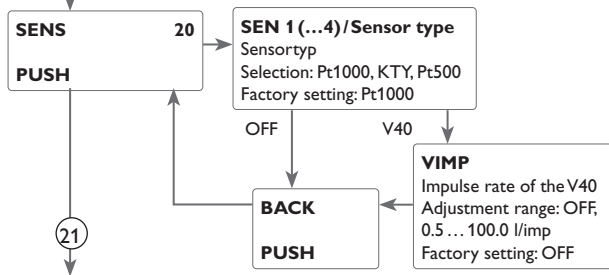 SENS 20
PUSH
SEN 1 (…4) / Sensor type
Sensortyp
Selection: Pt1000, KTY, Pt500
Factory setting: Pt1000
OFF V40
VIMP
Impulse rate of the V40
Adjustment range: OFF,
0.5 … 100.0 l/imp
Factory setting: OFF
BACK
PUSH
21